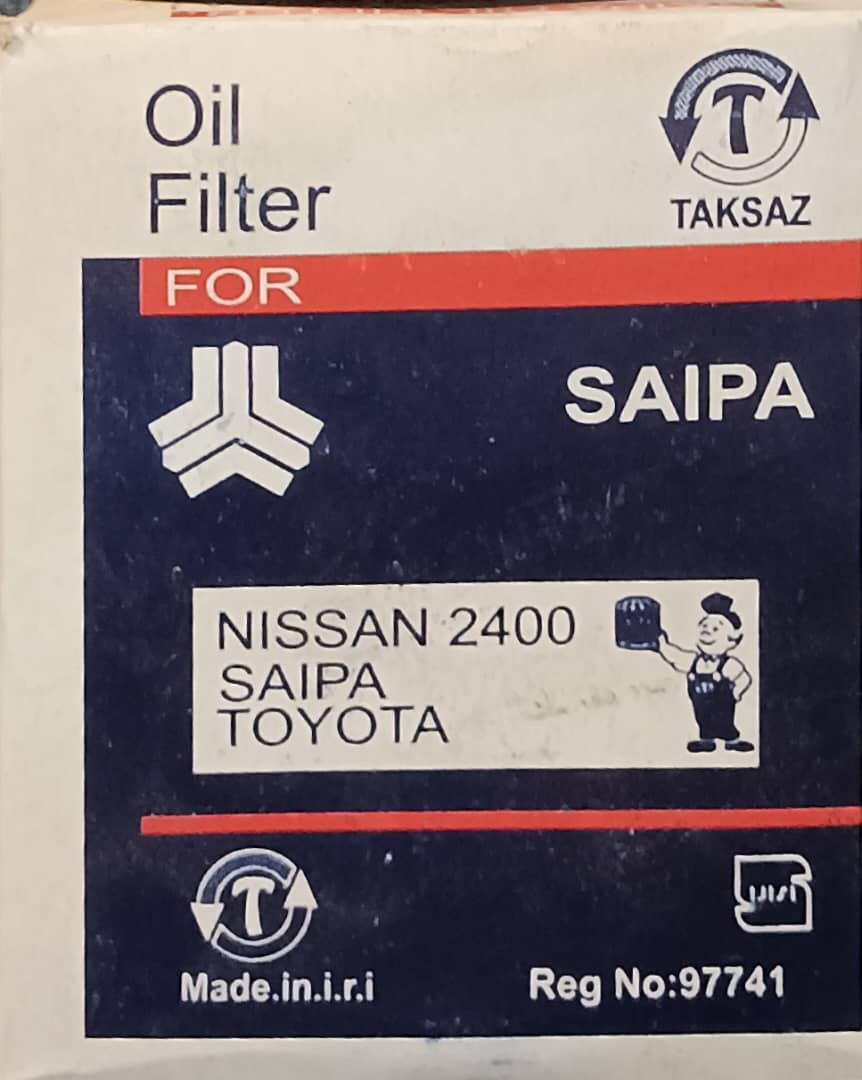 Oil
Filter
T
TAKSAZ
FOR
SAIPA
NISSAN 2400
SAIPA
TOYOTA
T
Made.in.i.r.i
Reg No:97741